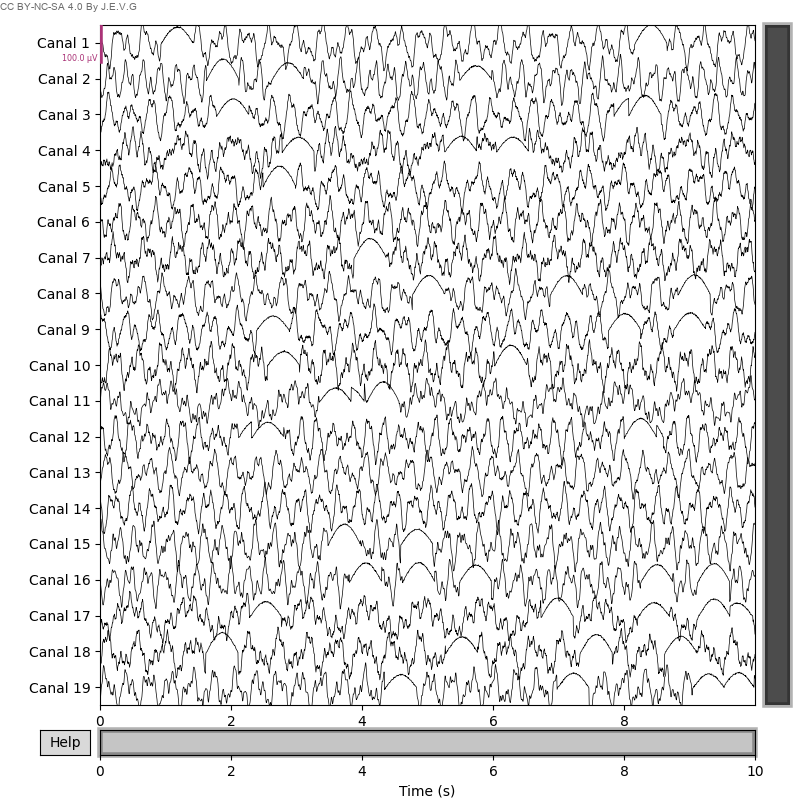 CC BY-NC-SA 4.0 By J.E.V.G
Canal 1
100.0 µV
Canal 2
Canal 3
Canal 4
Canal 5
Canal 6
Canal 7
Canal 8
Canal 9
Canal 10
Canal 11
Canal 12
Canal 13
Canal 14
Canal 15
Canal 16
Canal 17
Canal 18
Canal 19
0 2 4 6 8
Help
0 2 4 6 8 10
Time (s)